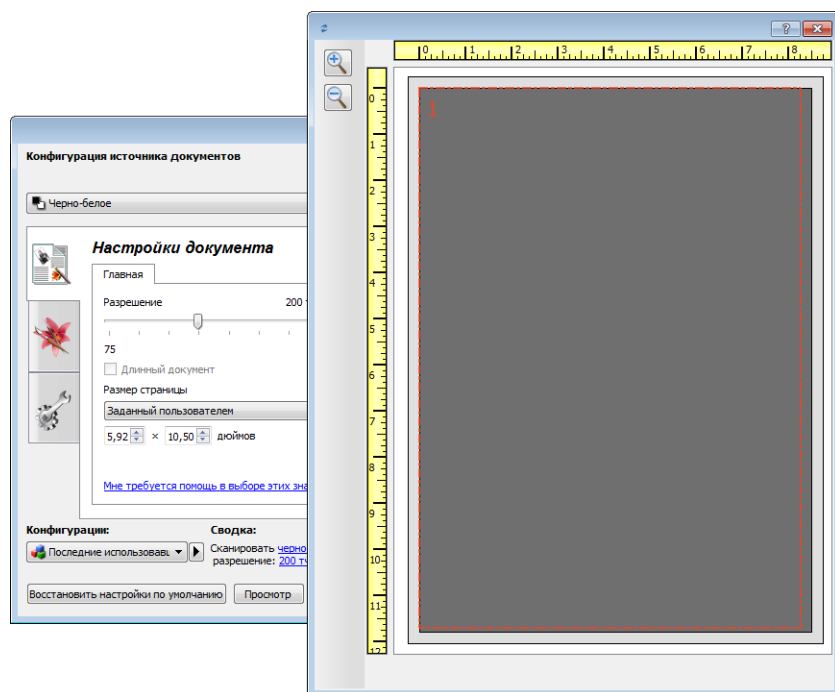 ?
0 1 2 3 4 5 6 7 8
0
1
2
3
4
5
6
7
8
9
10
11
12
1
Конфигурация источника документов
Черно-белое
Настройки документа
Главная
Разрешение 200
75
Длинный документ
Размер страницы
Заданный пользователем
5,92 × 10,50 дюймов
Мне требуется помощь в выборе этих
Конфигурации: Сводка:
Последние Сканировать
разрешение: 200
Восстановить настройки по умолчанию Просмотр